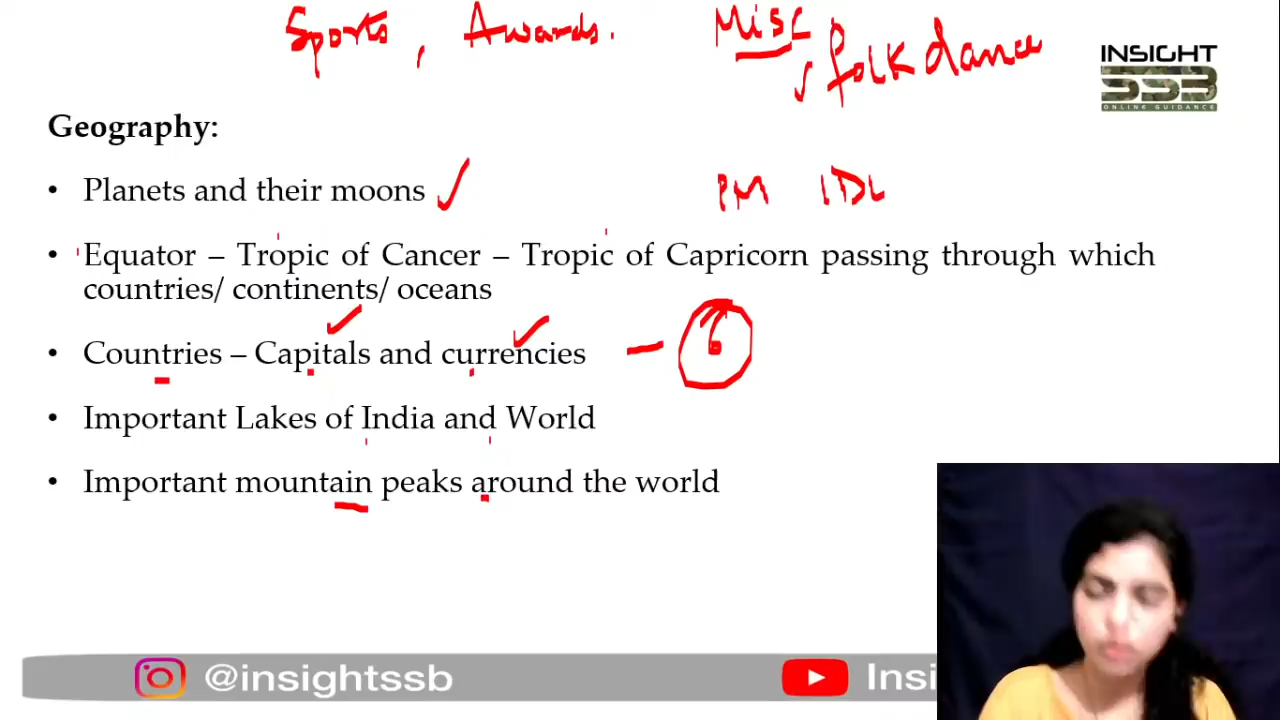 Sports, Awards. Misc
folk dance
INSIGHT
SSB
ONLINE GUIDANCE
Geography:
• Planets and their moons
PM
• Equator – Tropic of Cancer – Tropic of Capricorn passing through which
countries/ continents/ oceans
• Countries – Capitals and currencies – 6
• Important Lakes of India and World
• Important mountain peaks around the world
@insightssb
Insi